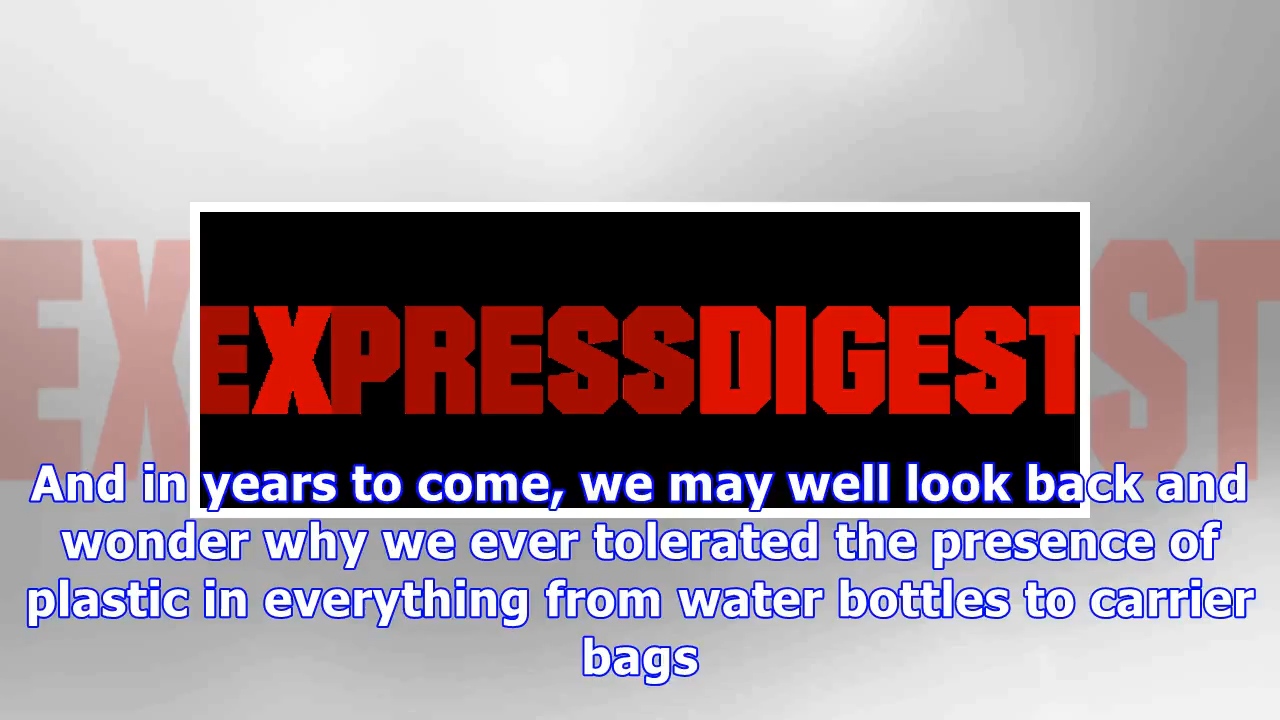 EXPRESSDIGEST
And in years to come, we may well look back and
wonder why we ever tolerated the presence of
plastic in everything from water bottles to carrier
bags